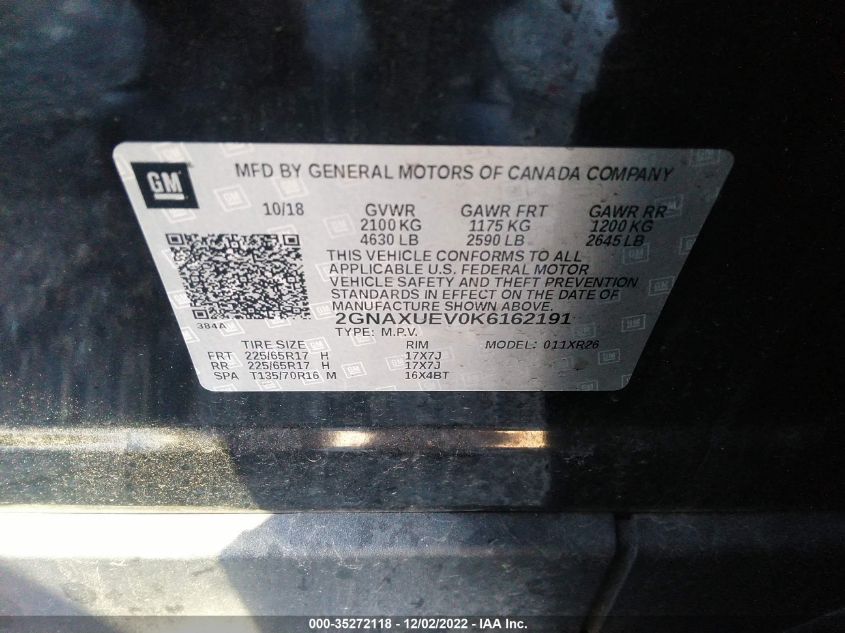 GM
MFD BY GENERAL MOTORS OF CANADA COMPANY
10/18 GVWR GAWR FRT GAWR RR
2100 KG 1175 KG 1200 KG
4630 LB 2590 LB 2645 LB
THIS VEHICLE CONFORMS TO ALL
APPLICABLE U.S. FEDERAL MOTOR
VEHICLE SAFETY AND THEFT PREVENTION
STANDARDS IN EFFECT ON THE DATE OF
MANUFACTURE SHOWN ABOVE.
384A 2GNAXUEV0K6162191
TYPE: M.P.V. MODEL: 011XR26
TIRE SIZE RIM
FRT 225/65R17 H 17X7J
RR 225/65R17 H 17X7J
SPA T135/70R16 M 16X4BT
000-35272118 - 12/02/2022 - IAA Inc.